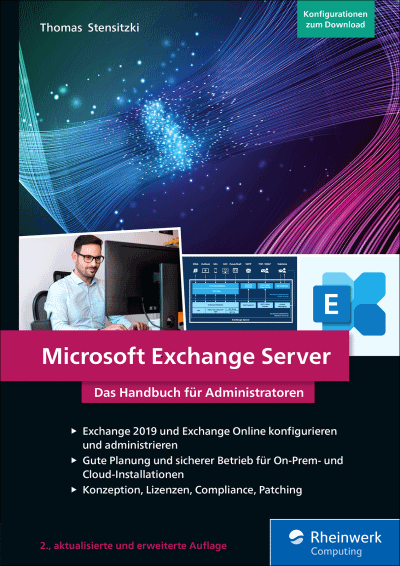 Konfigurationen
zum Download
Thomas Stensitzki
E
Microsoft Exchange Server
Das Handbuch für Administratoren
Exchange 2019 und Exchange Online konfigurieren
und administrieren
Gute Planung und sicherer Betrieb für On-Prem- und
Cloud-Installationen
Konzeption, Lizenzen, Compliance, Patching
2., aktualisierte und erweiterte Auflage
Rheinwerk
Computing